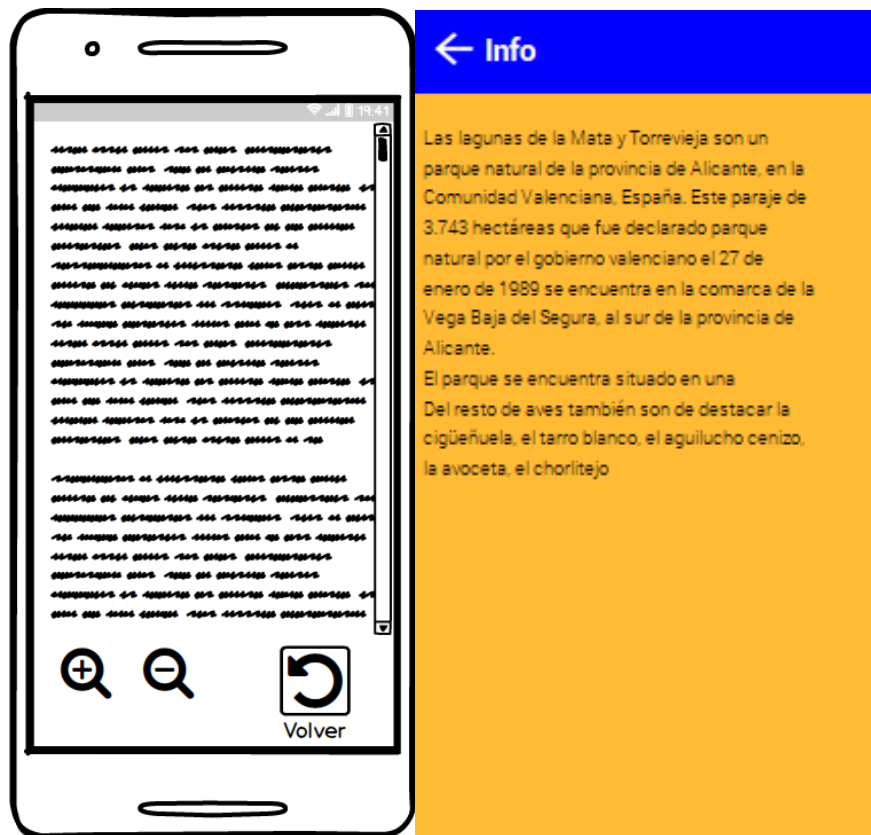 19:41
Volver
Info
Las lagunas de la Mata y Torrevieja son un
parque natural de la provincia de Alicante, en la
Comunidad Valenciana, España. Este paraje de
3.743 hectáreas que fue declarado parque
natural por el gobierno valenciano el 27 de
enero de 1989 se encuentra en la comarca de la
Vega Baja del Segura, al sur de la provincia de
Alicante.
El parque se encuentra situado en una
Del resto de aves también son de destacar la
cigüeñuela, el tarro blanco, el aguilucho cenizo,
la avoceta, el chorlitejo